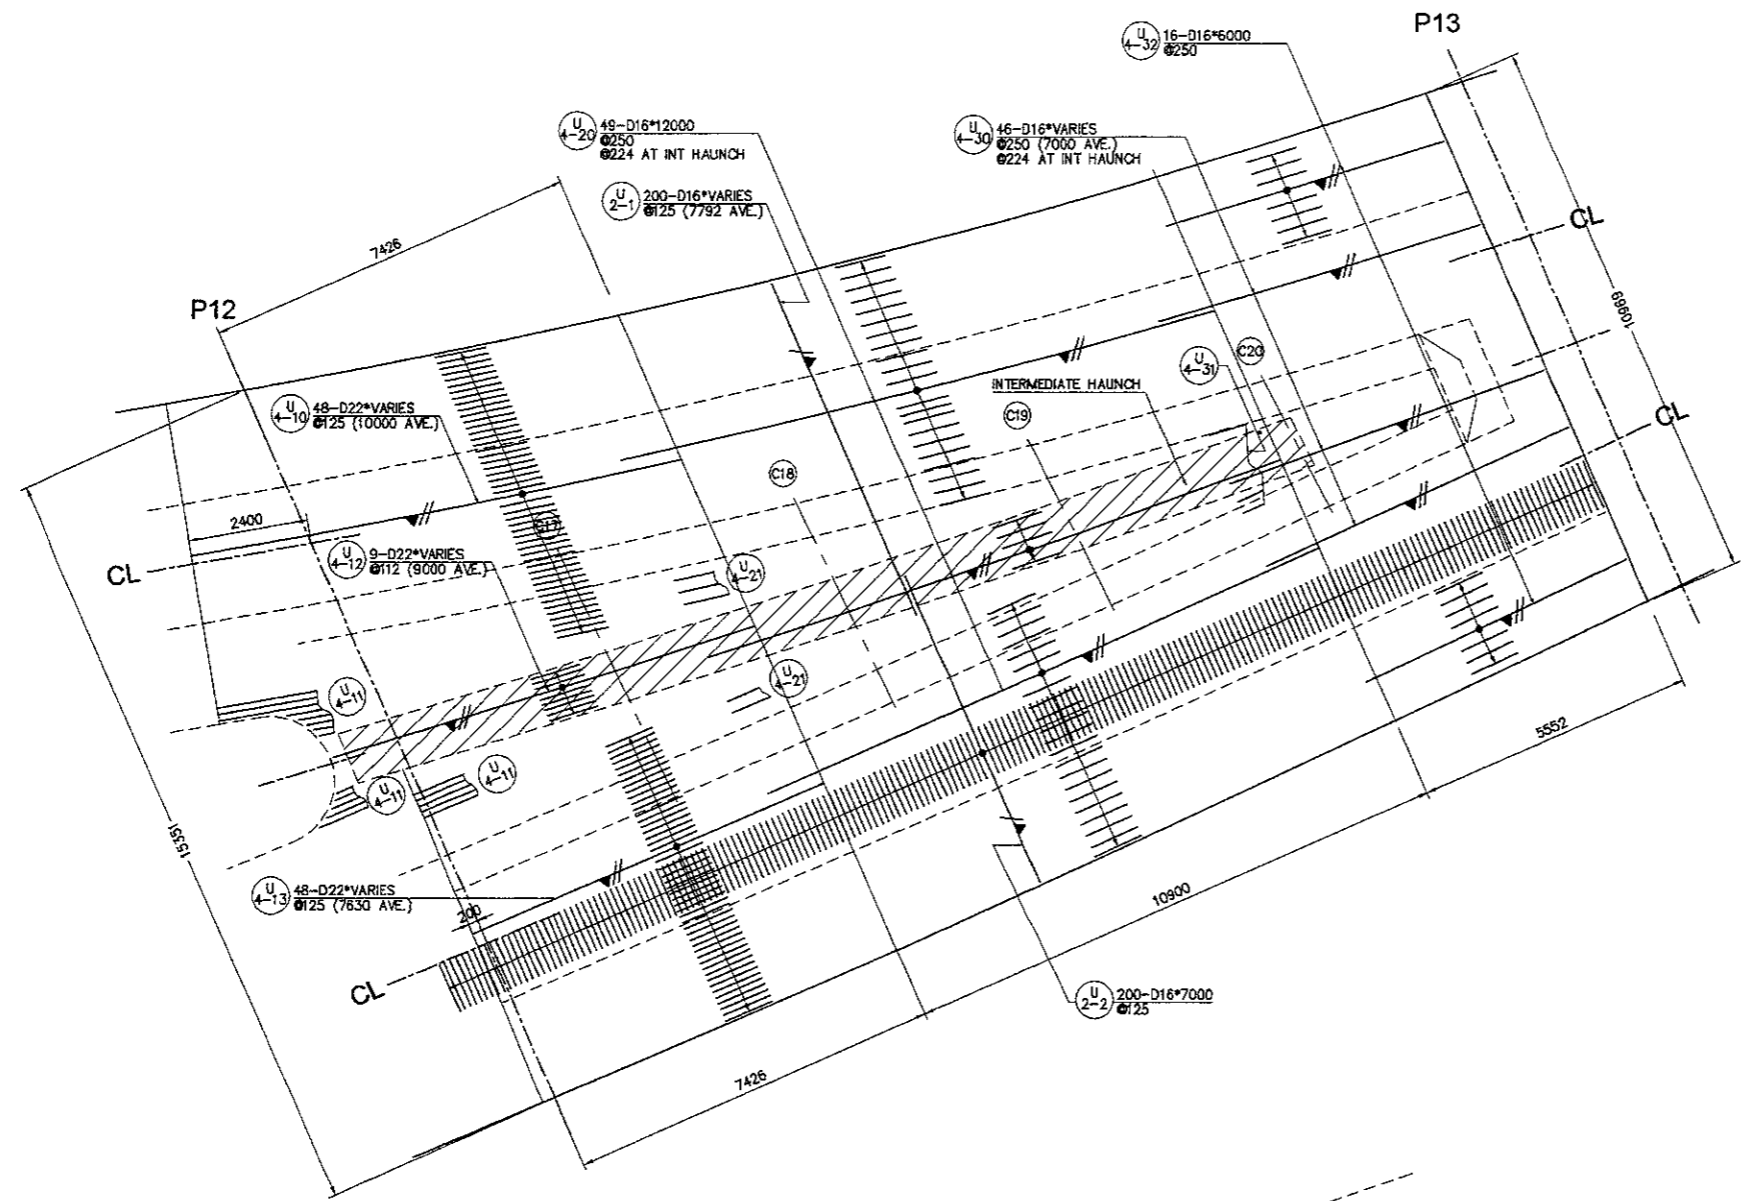 P13
U 4-32 16-D16*6000
@250
U 4-20 49-D16*12000
@250
@224 AT INT HAUNCH
U 4-30 46-D16*VARIES
@250 (7000 AVE.)
@224 AT INT HAUNCH
U 2-1 200-D16*VARIES
@125 (7792 AVE.)
7426
P12
CL
10969
U 4-31
C20
INTERMEDIATE HAUNCH
C19
CL
U 4-10 48-D22*VARIES
@125 (10000 AVE.)
C18
2400
C17
U 4-12 9-D22*VARIES
@112 (9000 AVE.)
CL
U 4-21
U 4-21
U 4-11
U 4-11
U 4-11
5552
15351
U 4-13 48-D22*VARIES
@125 (7630 AVE.)
200
10900
CL
U 2-2 200-D16*7000
@125
7426